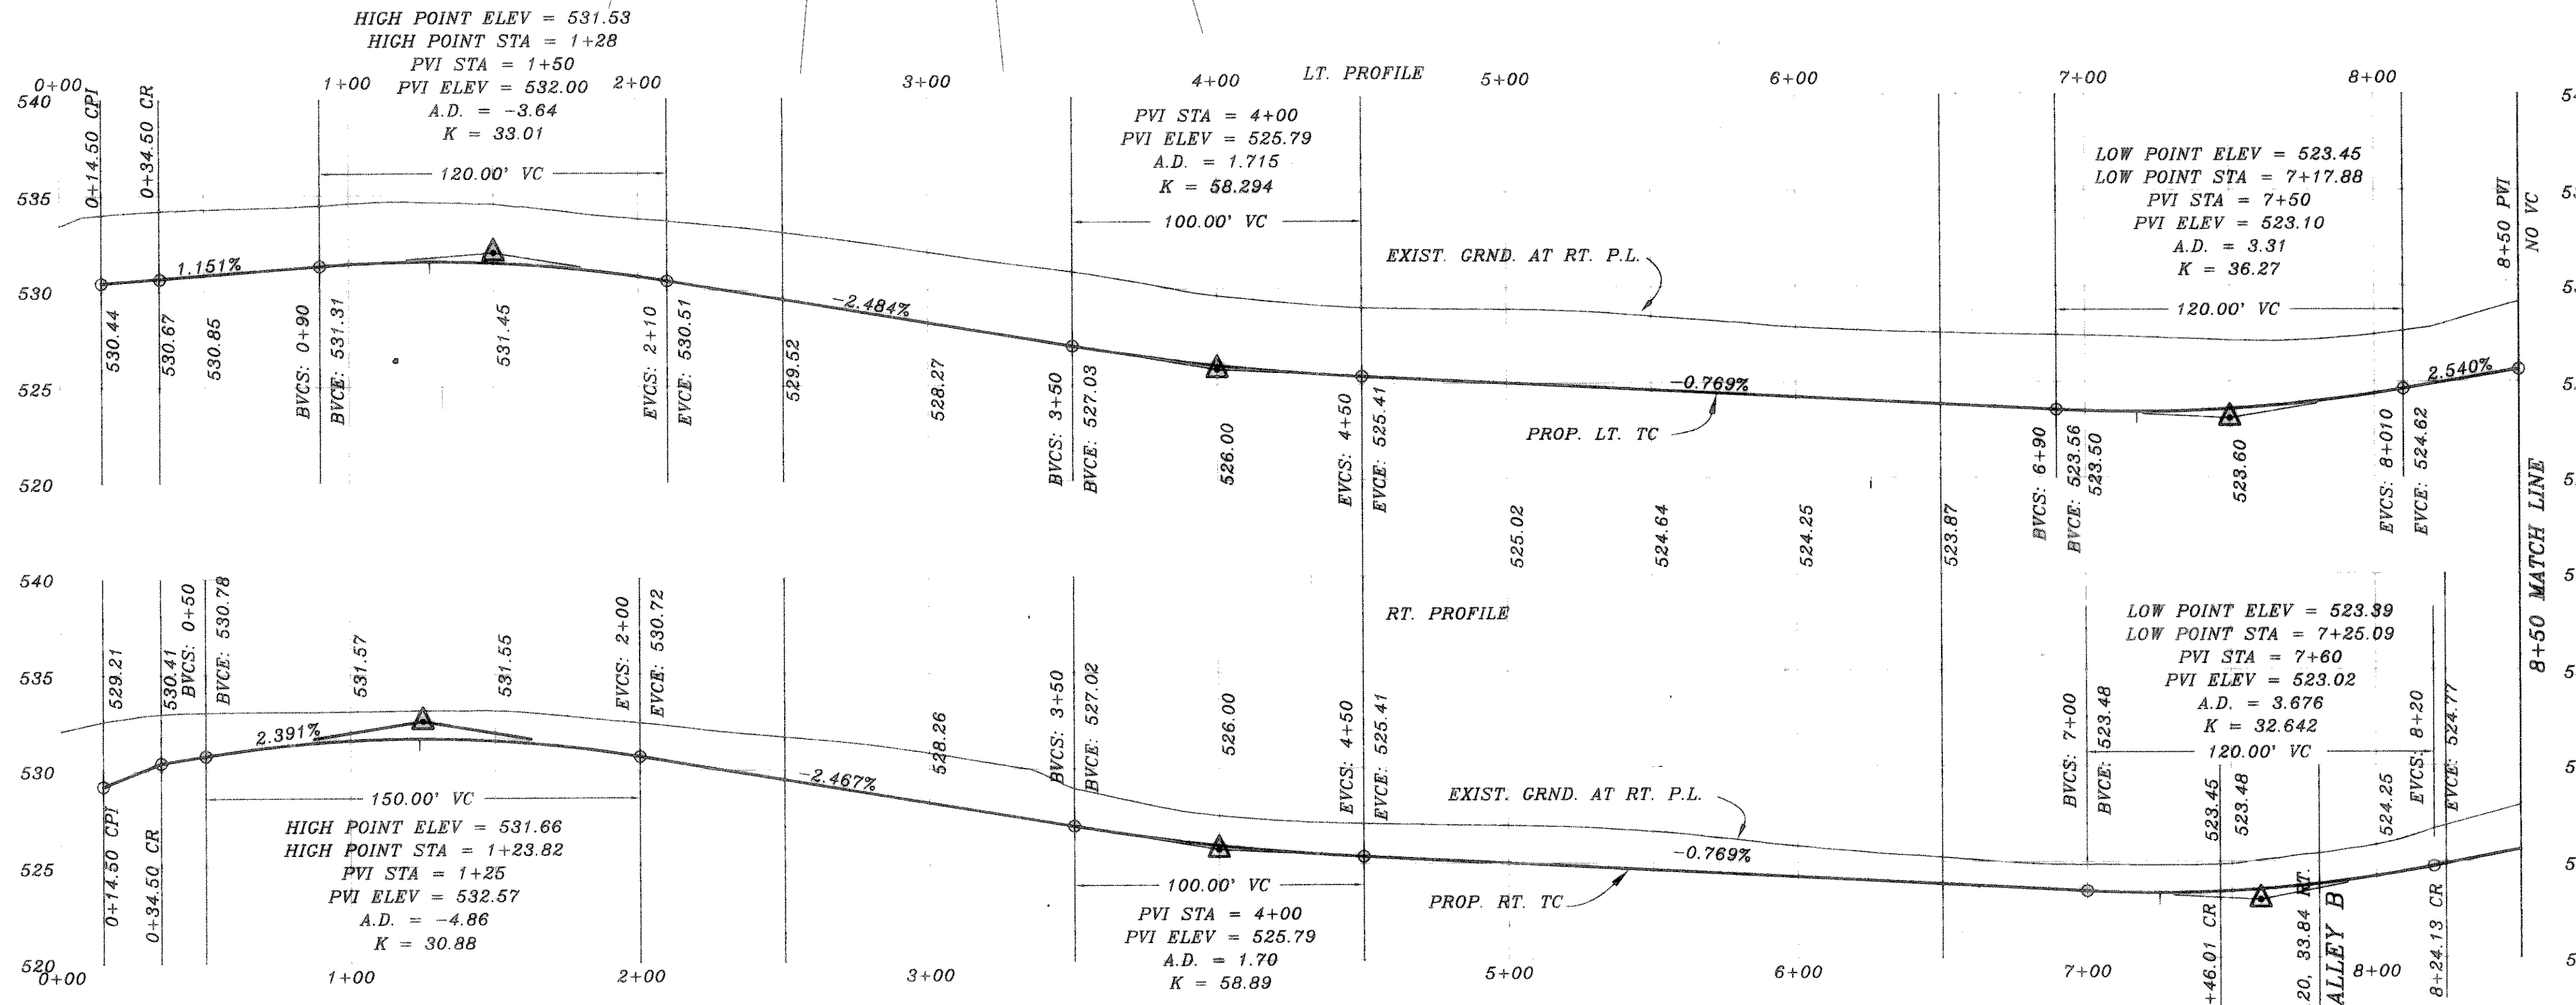 HIGH POINT ELEV = 531.53
HIGH POINT STA = 1+28
PVI STA = 1+50
PVI ELEV = 532.00
A.D. = -3.64
K = 33.01
120.00' VC
0+00
1+00
2+00
3+00
4+00
LT. PROFILE
5+00
6+00
7+00
8+00
540
535
530
525
520
0+14.50 CPI
0+34.50 CR
1.151%
530.44
530.67
530.85
BVCS: 0+90
BVCE: 531.31
531.45
EVCS: 2+10
EVCE: 530.51
529.52
-2.484%
528.27
PVI STA = 4+00
PVI ELEV = 525.79
A.D. = 1.715
K = 58.294
100.00' VC
BVCS: 3+50
BVCE: 527.03
526.00
EVCS: 4+50
EVCE: 525.41
EXIST. GRND. AT RT. P.L.
-0.769%
PROP. LT. TC
525.02
524.64
524.25
523.87
LOW POINT ELEV = 523.45
LOW POINT STA = 7+17.88
PVI STA = 7+50
PVI ELEV = 523.10
A.D. = 3.31
K = 36.27
120.00' VC
BVCS: 6+90
BVCE: 523.56
523.50
523.60
EVCS: 8+010
EVCE: 524.62
2.540%
8+50 PVI
NO VC
8+50 MATCH LINE
540
535
530
525
520
RT. PROFILE
529.21
530.41
BVCS: 0+50
BVCE: 530.78
531.57
531.55
EVCS: 2+00
EVCE: 530.72
2.391%
0+14.50 CPI
0+34.50 CR
150.00' VC
HIGH POINT ELEV = 531.66
HIGH POINT STA = 1+23.82
PVI STA = 1+25
PVI ELEV = 532.57
A.D. = -4.86
K = 30.88
-2.467%
528.26
BVCS: 3+50
BVCE: 527.02
526.00
EVCS: 4+50
EVCE: 525.41
100.00' VC
PVI STA = 4+00
PVI ELEV = 525.79
A.D. = 1.70
K = 58.89
EXIST. GRND. AT RT. P.L.
-0.769%
PROP. RT. TC
LOW POINT ELEV = 523.39
LOW POINT STA = 7+25.09
PVI STA = 7+60
PVI ELEV = 523.02
A.D. = 3.676
K = 32.642
120.00' VC
BVCS: 7+00
BVCE: 523.48
523.45
523.48
524.25
EVCS: 8+20
EVCE: 524.77
+46.01 CR
20, 33.84 RT.
ALLEY B
8+24.13 CR
0+00
1+00
2+00
3+00
5+00
6+00
7+00
8+00